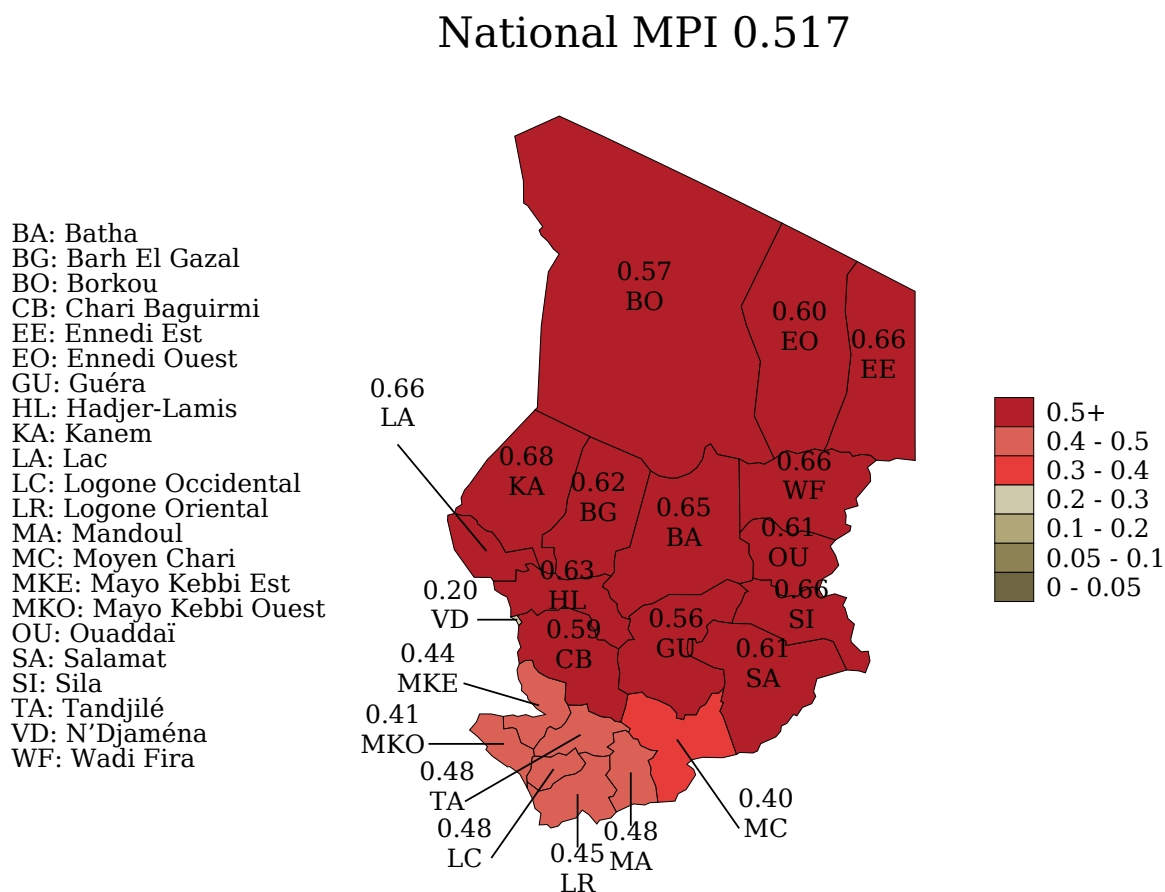 National MPI 0.517
BA: Batha
BG: Barh El Gazal
BO: Borkou
CB: Chari Baguirmi
EE: Ennedi Est
EO: Ennedi Ouest
GU: Guéra
HL: Hadjer-Lamis
KA: Kanem
LA: Lac
LC: Logone Occidental
LR: Logone Oriental
MA: Mandoul
MC: Moyen Chari
MKE: Mayo Kebbi Est
MKO: Mayo Kebbi Ouest
OU: Ouaddaï
SA: Salamat
SI: Sila
TA: Tandjilé
VD: N’Djaména
WF: Wadi Fira
0.57
BO
0.60
EO
0.66
EE
0.66
LA
0.68
KA
0.62
BG
0.65
BA
0.66
WF
0.61
OU
0.63
HL
0.66
SI
0.20
VD
0.59
CB
0.56
GU
0.61
SA
0.44
MKE
0.41
MKO
0.48
TA
0.48
LC
0.45
LR
0.48
MA
0.40
MC
0.5+
0.4 - 0.5
0.3 - 0.4
0.2 - 0.3
0.1 - 0.2
0.05 - 0.1
0 - 0.05